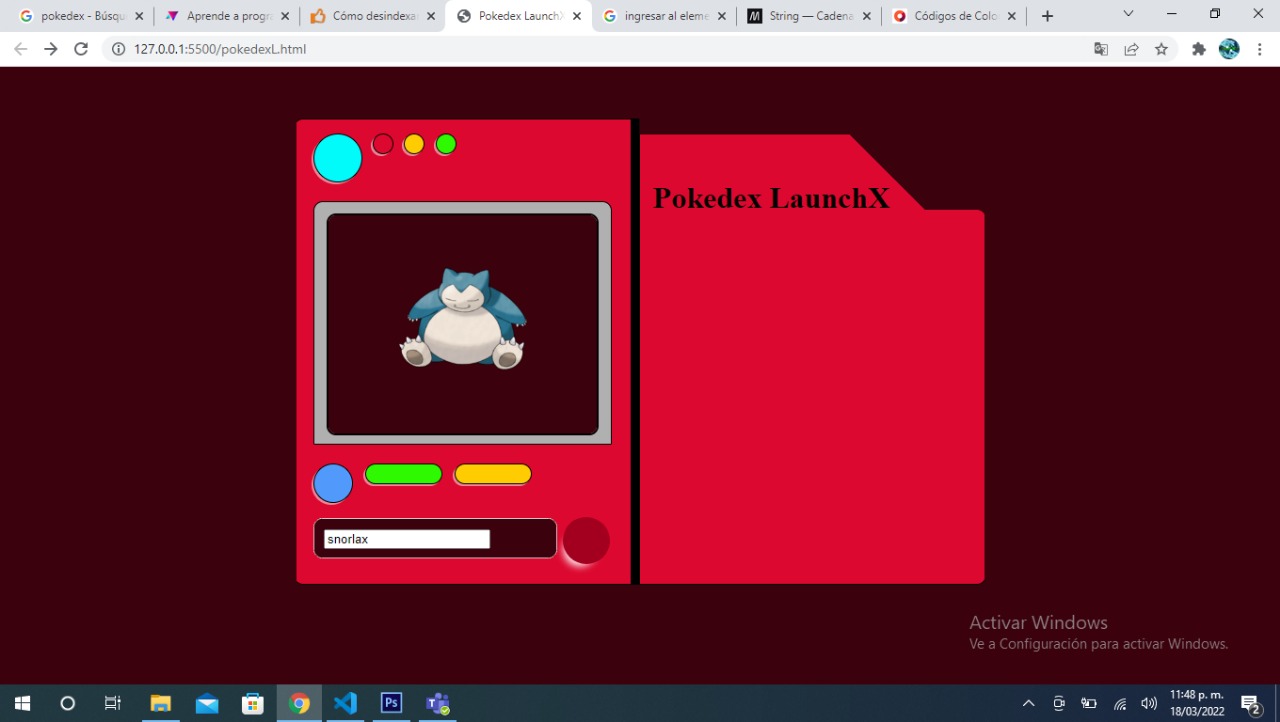 pokedex - Búsqu
Aprende a progra
Cómo desindexa
Pokedex LaunchX
ingresar al eleme
String — Cadena
Códigos de Colo
127.0.0.1:5500/pokedexL.html
Pokedex LaunchX
snorlax
Activar Windows
Ve a Configuración para activar Windows.
Ps
11:48 p. m.
18/03/2022
2